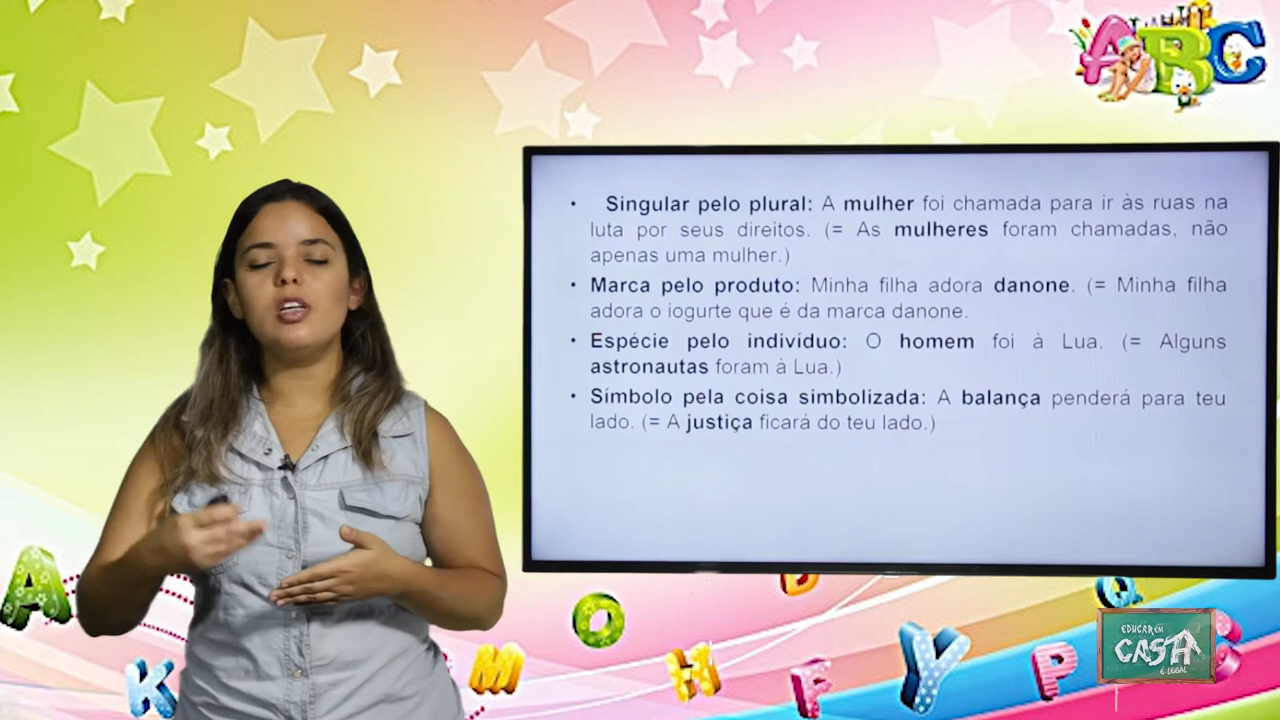 ABC
• Singular pelo plural: A mulher foi chamada para ir às ruas na
luta por seus direitos. (= As mulheres foram chamadas, não
apenas uma mulher.)
• Marca pelo produto: Minha filha adora danone. (= Minha filha
adora o iogurte que é da marca danone.
• Espécie pelo indivíduo: O homem foi à Lua. (= Alguns
astronautas foram à Lua.)
• Símbolo pela coisa simbolizada: A balança penderá para teu
lado. (= A justiça ficará do teu lado.)
A
B
Q
O
K
M
H
F
Y
P
EDUCAR EM
CASA
É LEGAL